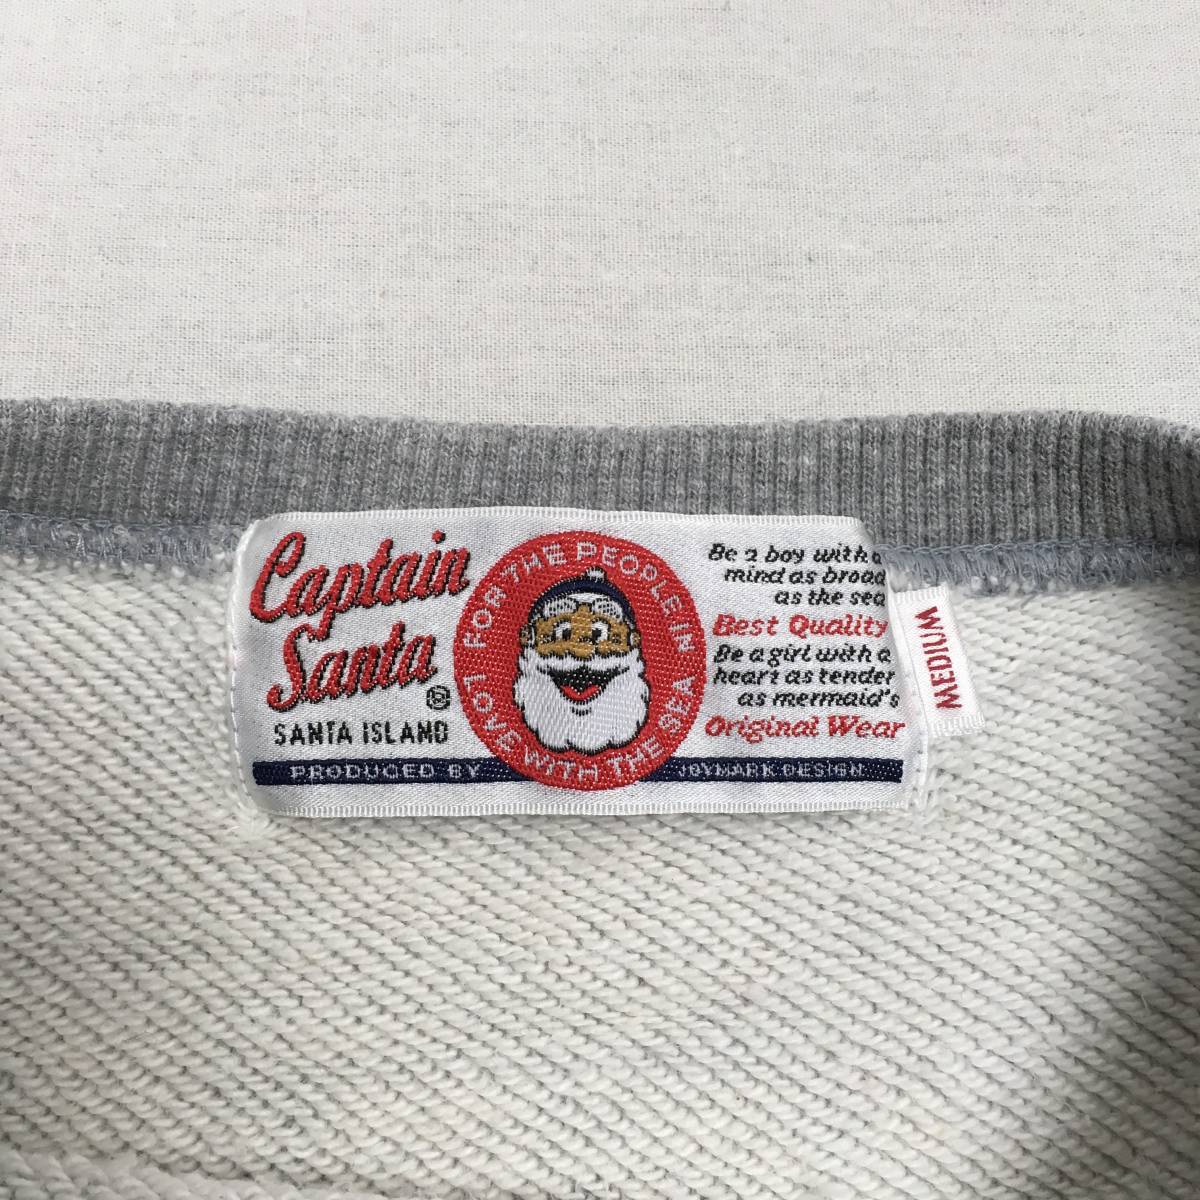 Captain
Santa
®
SANTA ISLAND
FOR THE PEOPLE IN
LOVE WITH THE SEA
Be a boy with a
mind as broad
as the sea
Best Quality
Be a girl with a
heart as tender
as mermaid's
Original Wear
PRODUCED BY JOYMARK DESIGN
MEDIUM